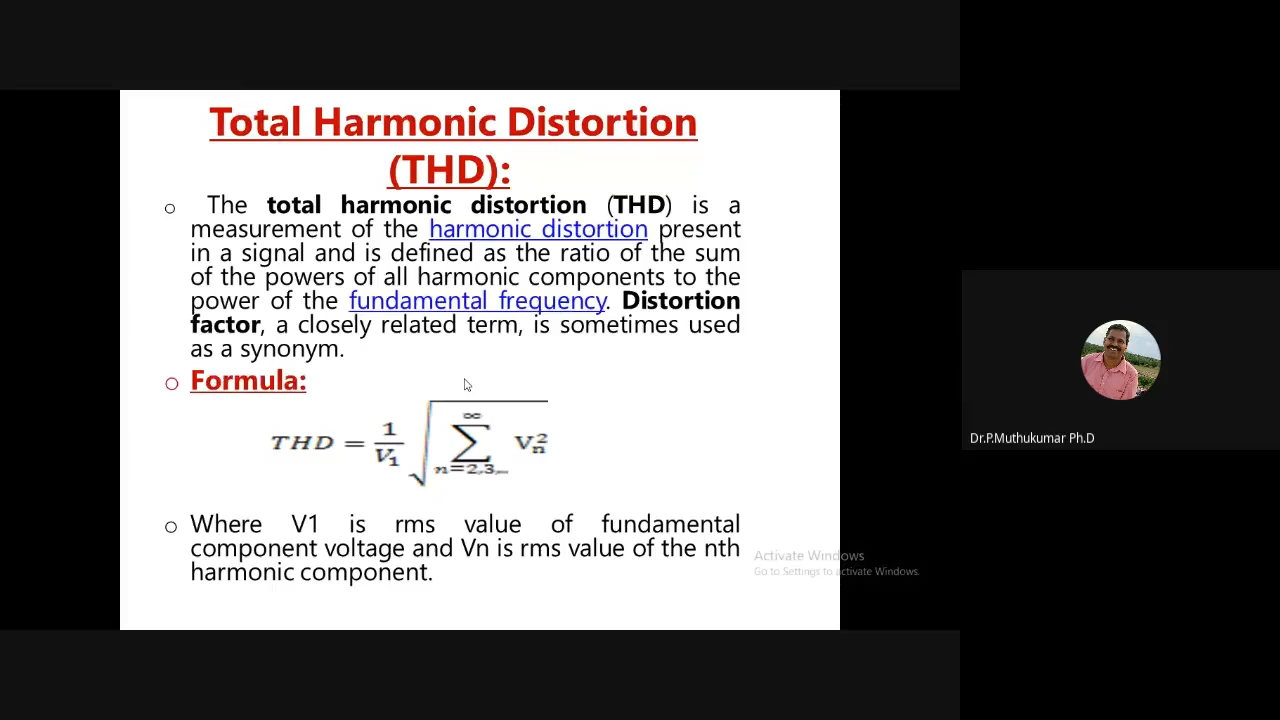 Total Harmonic Distortion
(THD):
o The total harmonic distortion (THD) is a
measurement of the harmonic distortion present
in a signal and is defined as the ratio of the sum
of the powers of all harmonic components to the
power of the fundamental frequency. Distortion
factor, a closely related term, is sometimes used
as a synonym.
o Formula:
THD = 1/V₁ √ ∑ n=2,3,.. ∞ Vₙ²
o Where V1 is rms value of fundamental
component voltage and Vn is rms value of the nth
harmonic component.
Activate Windows
Go to Settings to activate Windows.
Dr.P.Muthukumar Ph.D